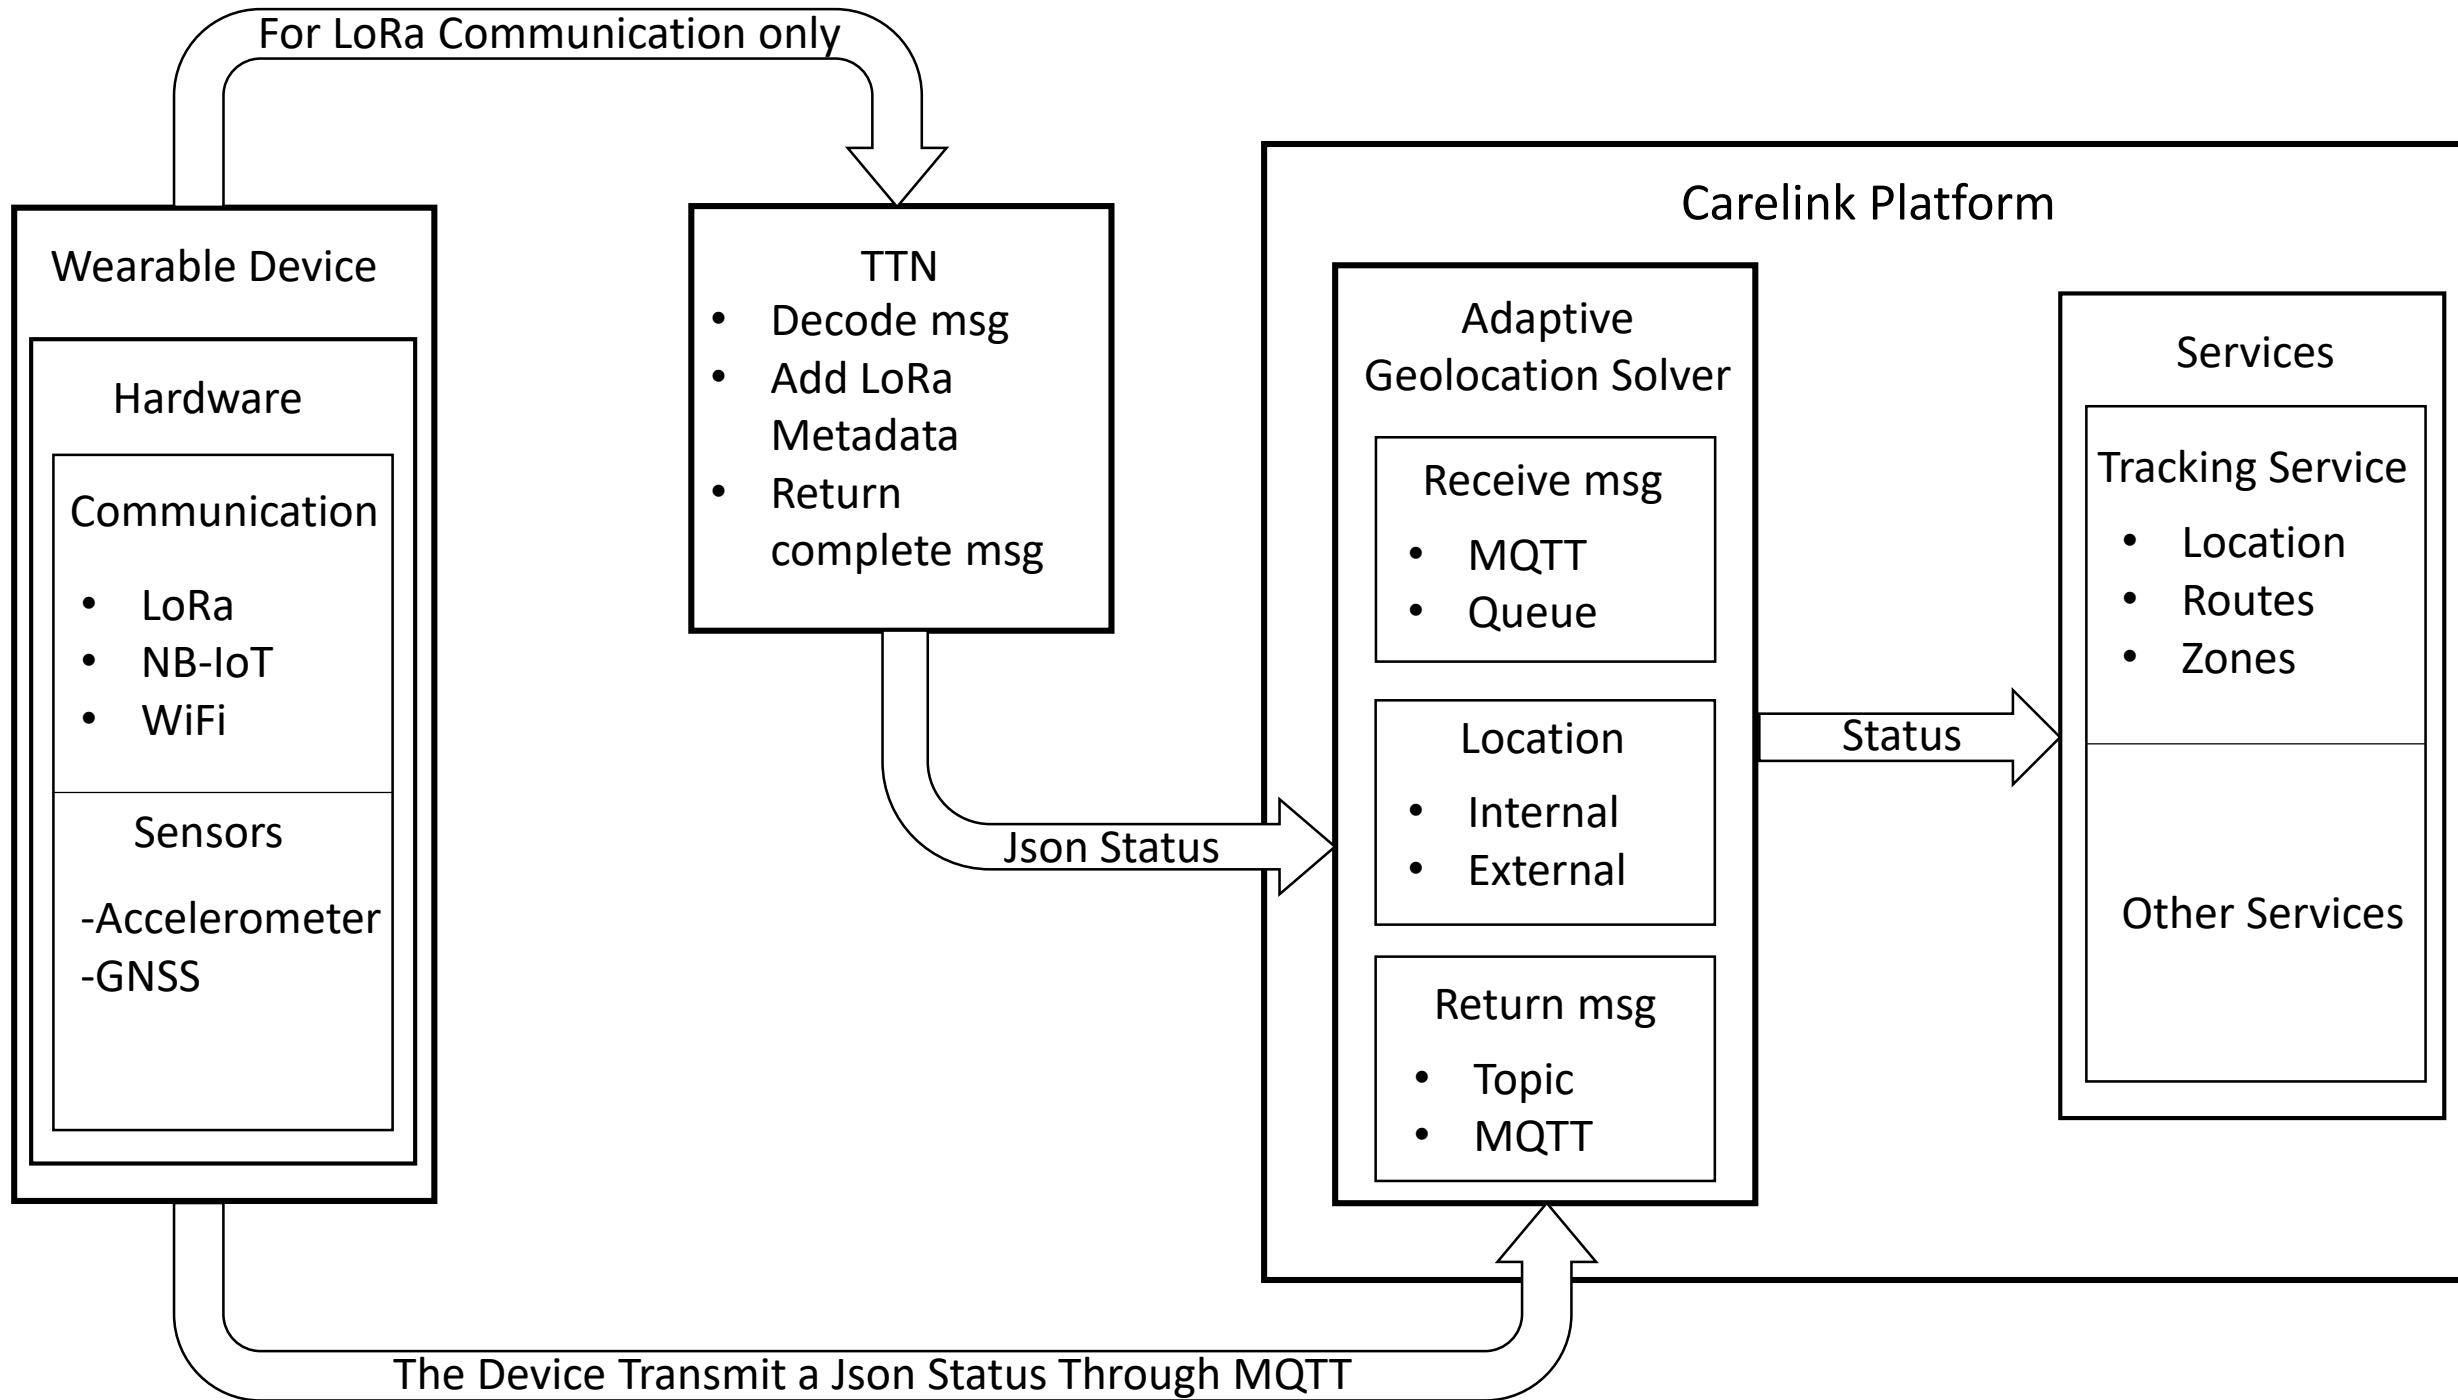 For LoRa Communication only
Wearable Device
Hardware
Communication
• LoRa
• NB-IoT
• WiFi
Sensors
-Accelerometer
-GNSS
TTN
• Decode msg
• Add LoRa
Metadata
• Return
complete msg
Json Status
Carelink Platform
Adaptive
Geolocation Solver
Receive msg
• MQTT
• Queue
Location
• Internal
• External
Return msg
• Topic
• MQTT
Status
Services
Tracking Service
• Location
• Routes
• Zones
Other Services
The Device Transmit a Json Status Through MQTT